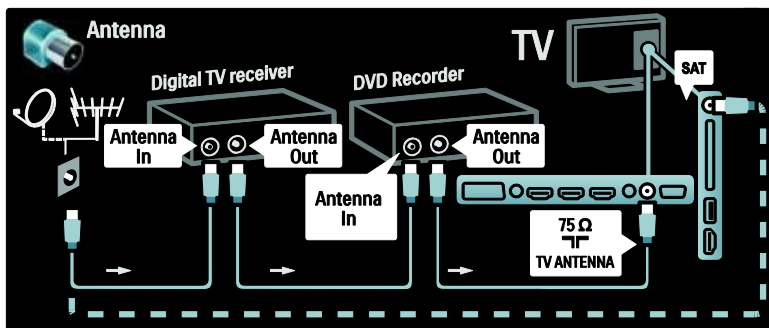 Antenna
TV
Digital TV receiver
DVD Recorder
SAT
Antenna
In
Antenna
Out
Antenna
In
Antenna
Out
75 Ω
TV ANTENNA